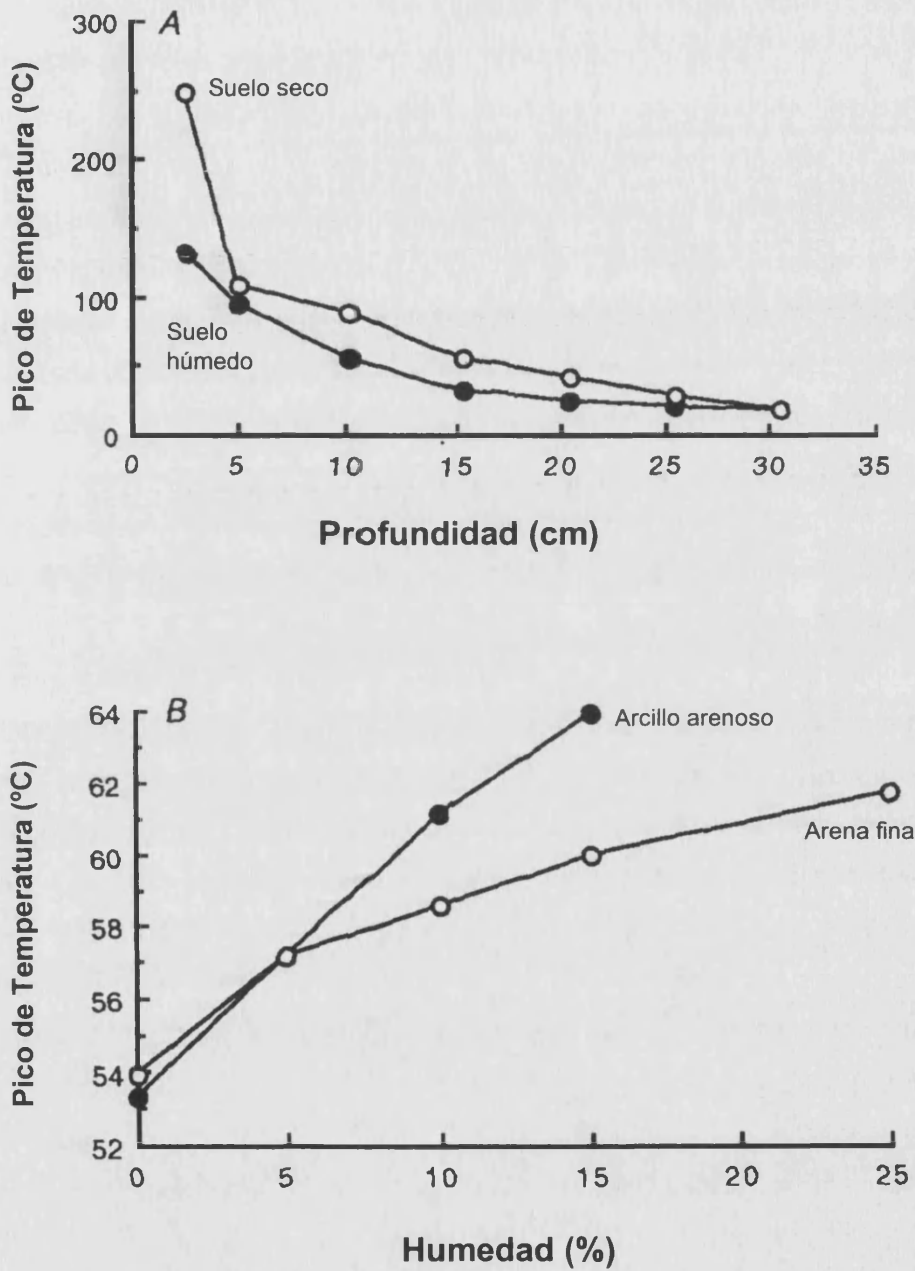 A
300
200
100
0
Pico de Temperatura (ºC)
Suelo seco
Suelo
húmedo
0 5 10 15 20 25 30 35
Profundidad (cm)
B
64
62
60
58
56
54
52
Pico de Temperatura (ºC)
Arcillo arenoso
Arena fina
0 5 10 15 20 25
Humedad (%)